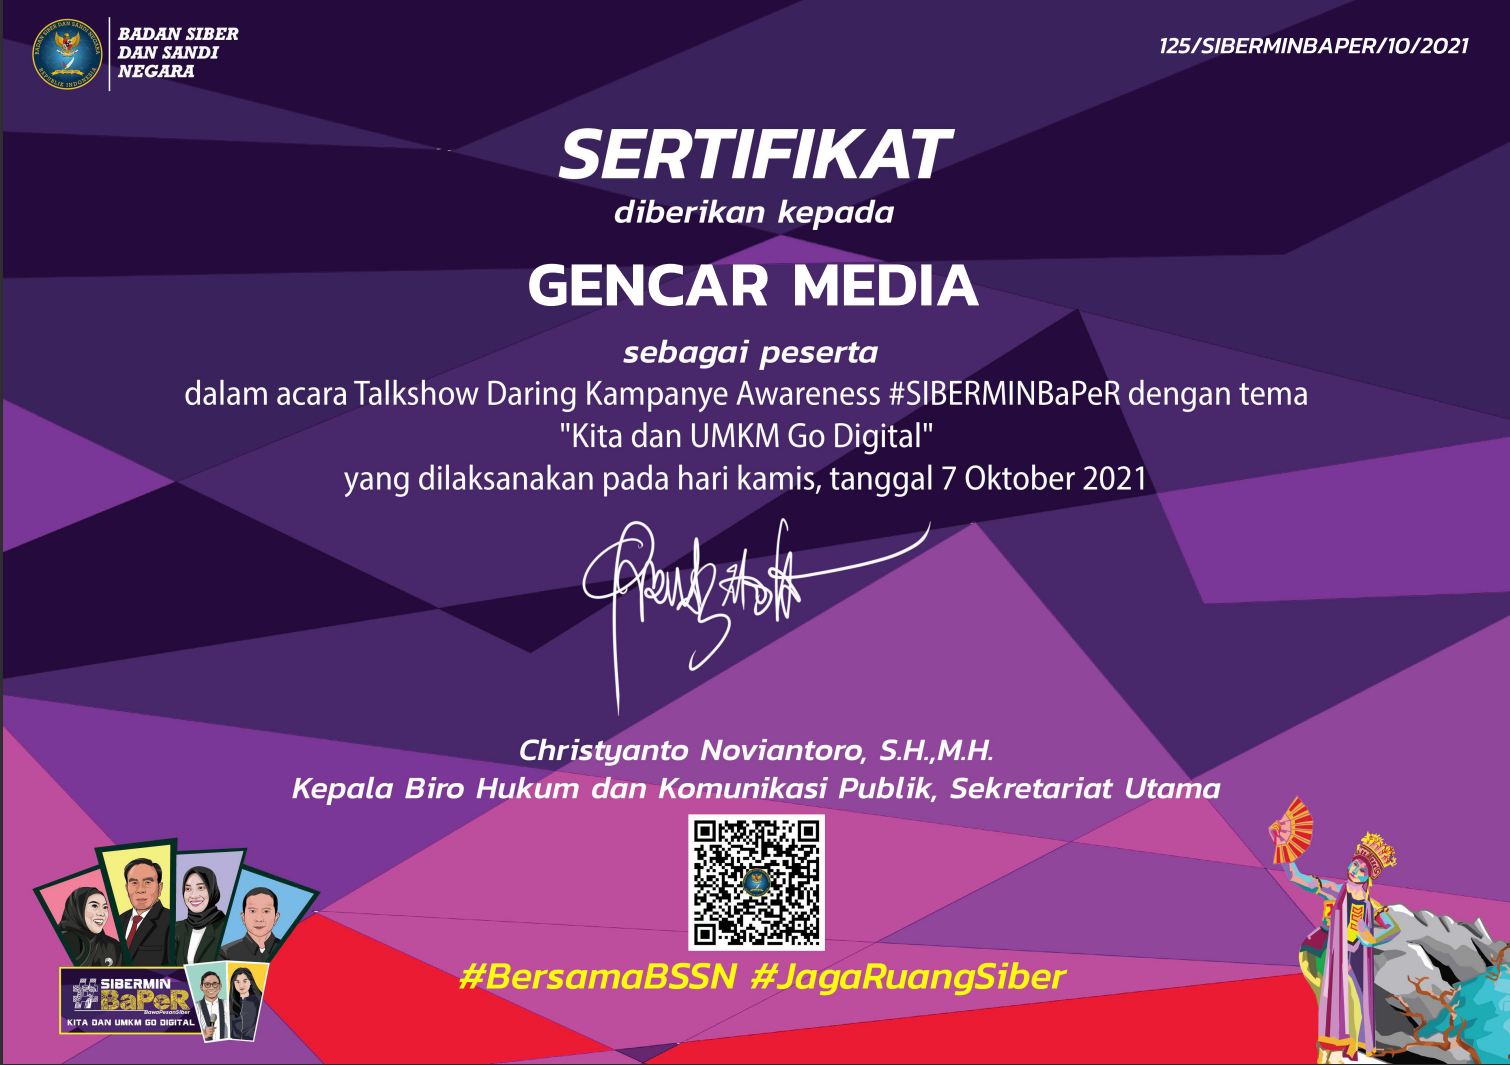 BADAN SIBER
DAN SANDI
NEGARA
125/SIBERMINBAPER/10/2021
SERTIFIKAT
diberikan kepada
GENCAR MEDIA
sebagai peserta
dalam acara Talkshow Daring Kampanye Awareness #SIBERMINBaPeR dengan tema
"Kita dan UMKM Go Digital"
yang dilaksanakan pada hari kamis, tanggal 7 Oktober 2021
Christyanto Noviantoro, S.H.,M.H.
Kepala Biro Hukum dan Komunikasi Publik, Sekretariat Utama
#BersamaBSSN #JagaRuangSiber
#SIBERMIN
BaPeR
BawaPesanSiber
KITA DAN UMKM GO DIGITAL